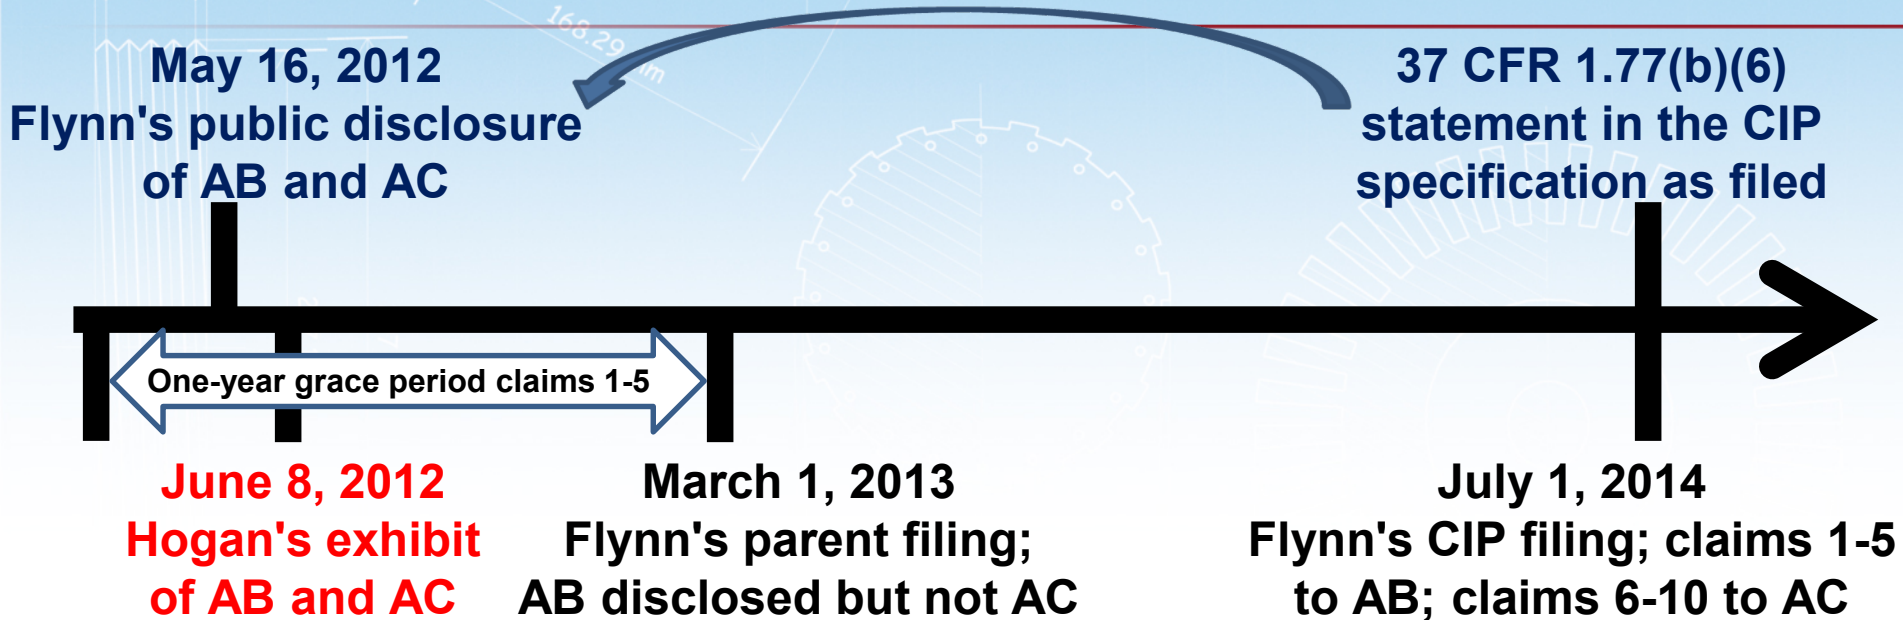 168.29 mm
May 16, 2012
Flynn's public disclosure
of AB and AC
37 CFR 1.77(b)(6)
statement in the CIP
specification as filed
One-year grace period claims 1-5
June 8, 2012
Hogan's exhibit
of AB and AC
March 1, 2013
Flynn's parent filing;
AB disclosed but not AC
July 1, 2014
Flynn's CIP filing; claims 1-5
to AB; claims 6-10 to AC